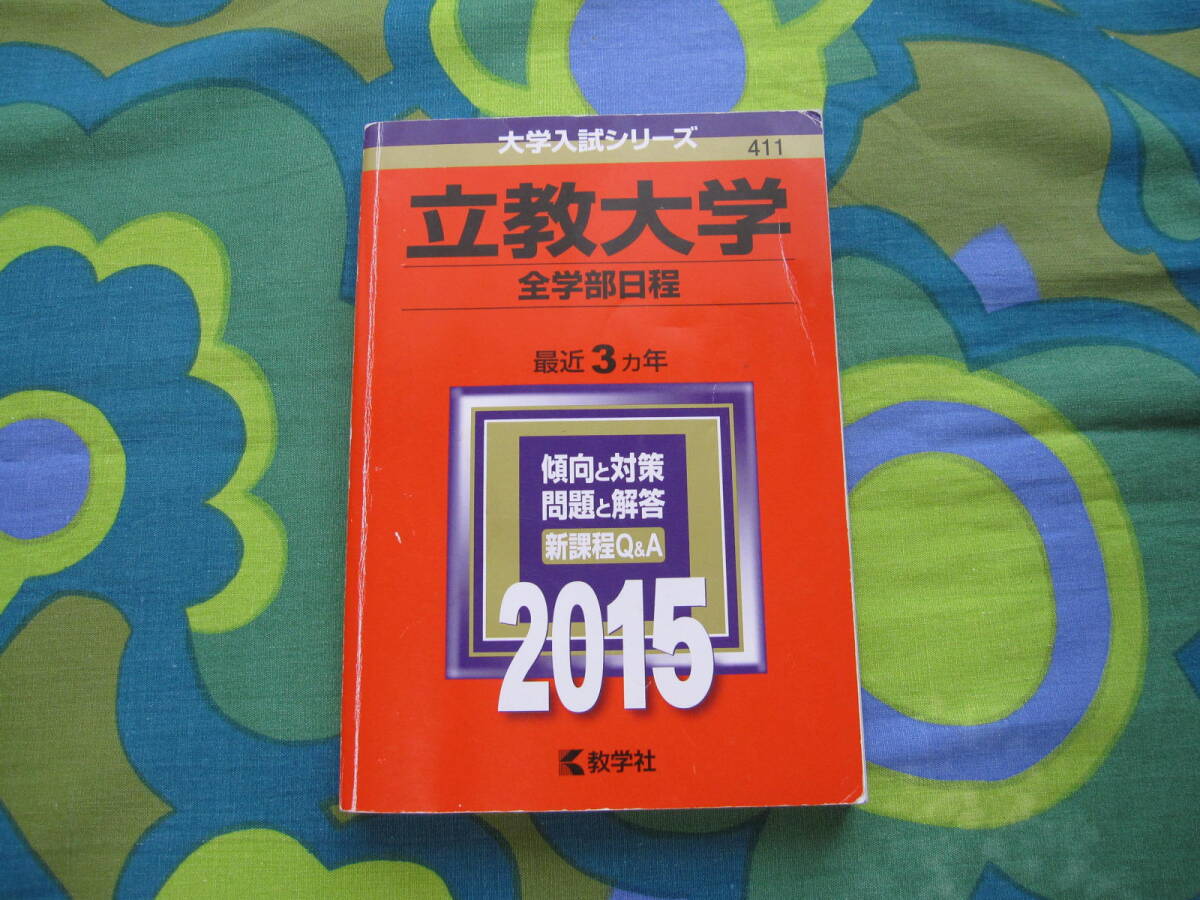 大学入試シリーズ
411
立教大学
全学部日程
最近3ヵ年
傾向と対策
問題と解答
新課程Q&A
2015
教学社